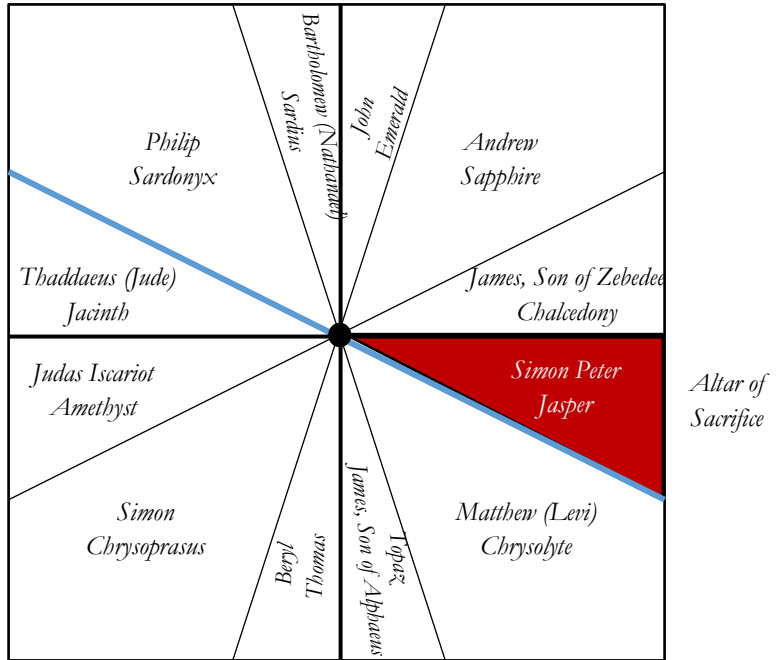 Philip
Sardonyx
Bartholomew (Nathanael)
Sardius
John
Emerald
Andrew
Sapphire
Thaddaeus (Jude)
Jacinth
James, Son of Zebedee
Chalcedony
Judas Iscariot
Amethyst
Simon Peter
Jasper
Altar of
Sacrifice
Simon
Chrysoprasus
Thomas
Beryl
James, Son of Alphaeus
Topaz
Matthew (Levi)
Chrysolyte